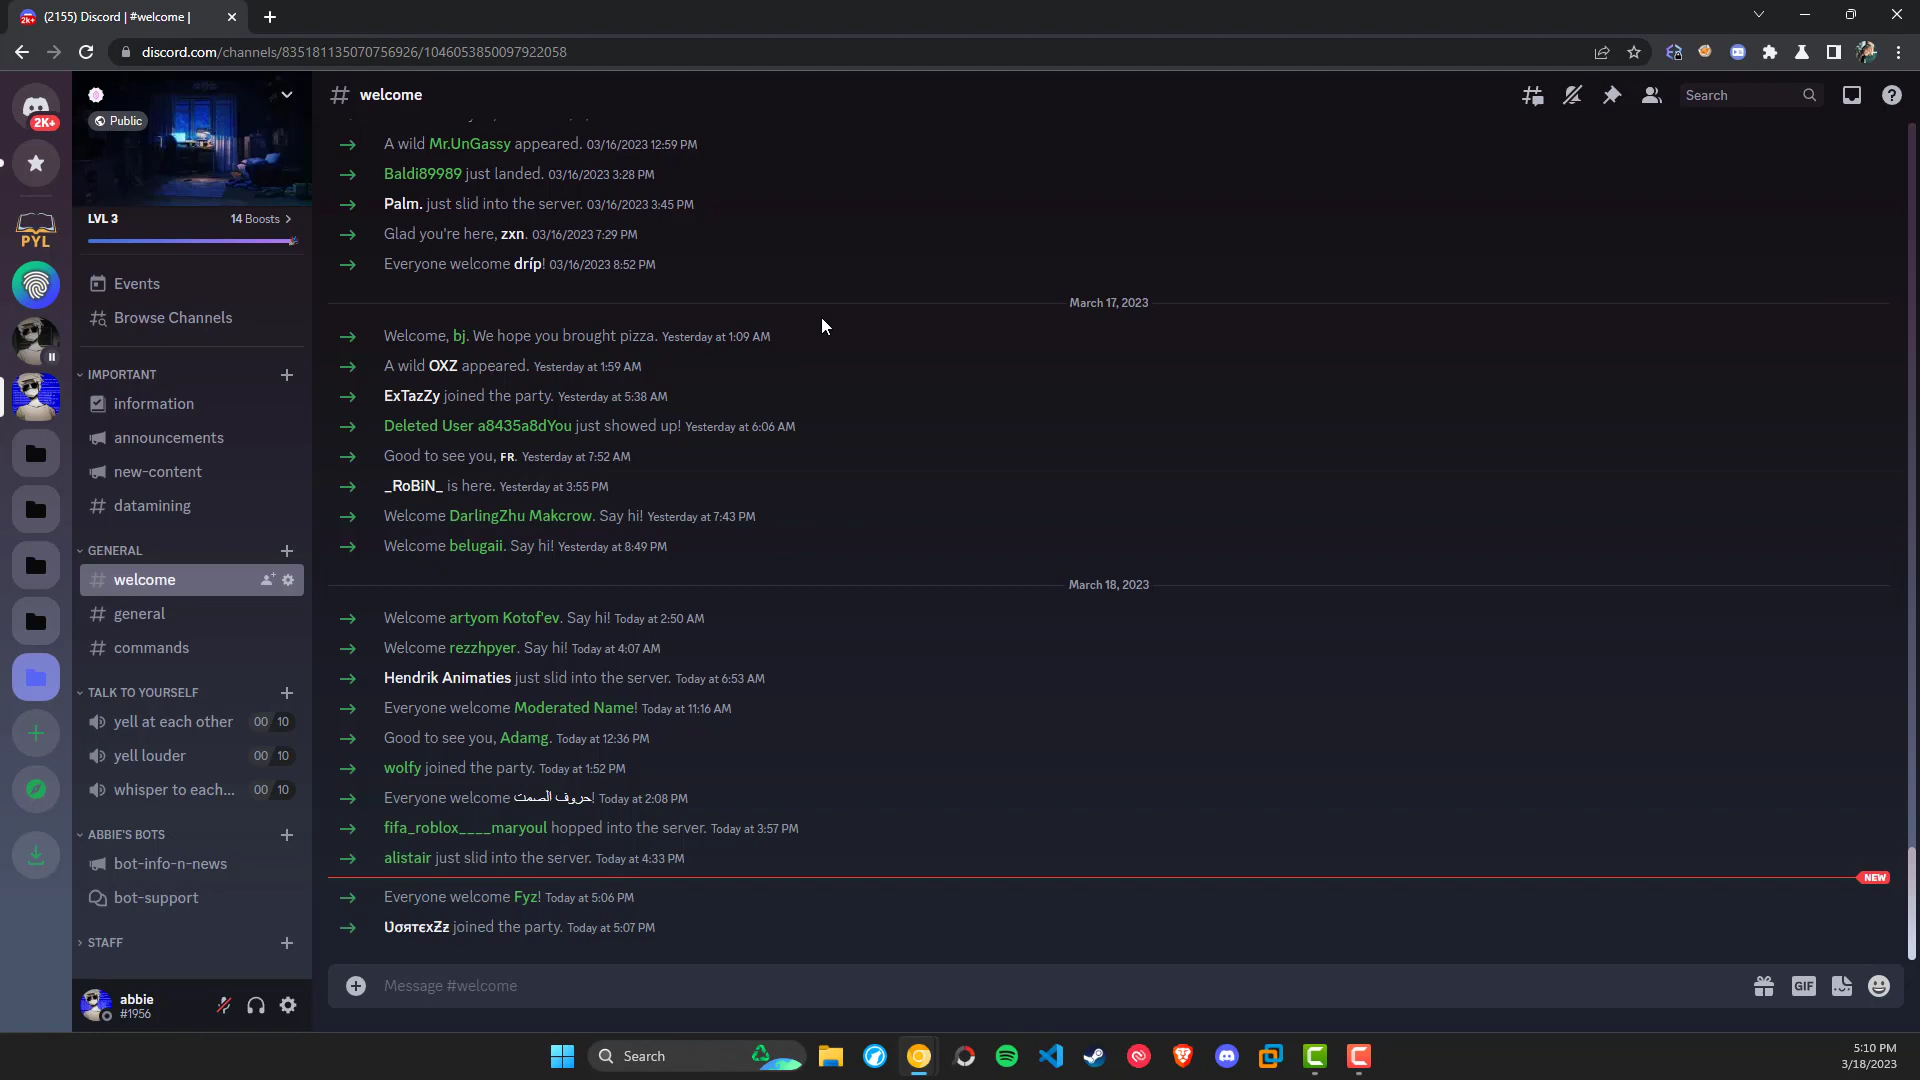 2k+ (2155) Discord | #welcome |
discord.com/channels/835181135070756926/1046053850097922058
2K+
PYL
Public
LVL 3 14 Boosts
Events
Browse Channels
IMPORTANT
information
announcements
new-content
datamining
GENERAL
welcome
general
commands
TALK TO YOURSELF
yell at each other 00 10
yell louder 00 10
whisper to each... 00 10
ABBIE'S BOTS
bot-info-n-news
bot-support
STAFF
abbie
#1956
welcome
Search
A wild Mr.UnGassy appeared. 03/16/2023 12:59 PM
Baldi89989 just landed. 03/16/2023 3:28 PM
Palm. just slid into the server. 03/16/2023 3:45 PM
Glad you're here, zxn. 03/16/2023 7:29 PM
Everyone welcome dríp! 03/16/2023 8:52 PM
March 17, 2023
Welcome, bj. We hope you brought pizza. Yesterday at 1:09 AM
A wild OXZ appeared. Yesterday at 1:59 AM
ExTazZy joined the party. Yesterday at 5:38 AM
Deleted User a8435a8dYou just showed up! Yesterday at 6:06 AM
Good to see you, ꜰʀ. Yesterday at 7:52 AM
_RoBiN_ is here. Yesterday at 3:55 PM
Welcome DarlingZhu Makcrow. Say hi! Yesterday at 7:43 PM
Welcome belugaii. Say hi! Yesterday at 8:49 PM
March 18, 2023
Welcome artyom Kotof'ev. Say hi! Today at 2:50 AM
Welcome rezzhpyer. Say hi! Today at 4:07 AM
Hendrik Animaties just slid into the server. Today at 6:53 AM
Everyone welcome Moderated Name! Today at 11:16 AM
Good to see you, Adamg. Today at 12:36 PM
wolfy joined the party. Today at 1:52 PM
Everyone welcome حروف الصمت! Today at 2:08 PM
fifa_roblox____maryoul hopped into the server. Today at 3:57 PM
alistair just slid into the server. Today at 4:33 PM
NEW
Everyone welcome Fyz! Today at 5:06 PM
ƲσятєxƵƶ joined the party. Today at 5:07 PM
Message #welcome
GIF
Search
5:10 PM
3/18/2023